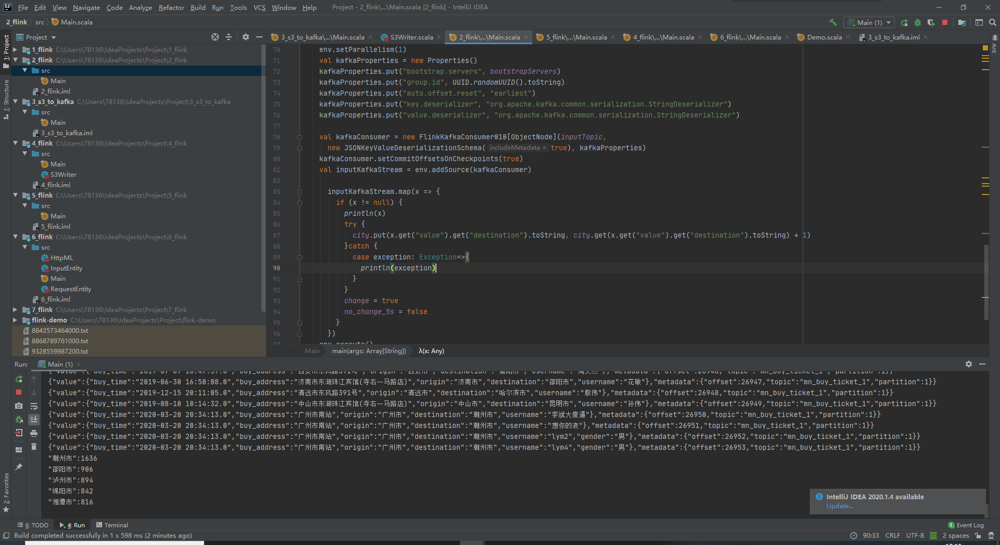 File Edit View Navigate Code Analyze Refactor Build Run Tools VCS Window Help Project - 2_flink\...\Main.scala [2_flink] - IntelliJ IDEA
2_flink src Main.scala Main (1)
Project
3_s3_to_kafka\...\Main.scala S3Writer.scala 2_flink\...\Main.scala 5_flink\...\Main.scala 4_flink\...\Main.scala 6_flink\...\Main.scala Demo.scala 3_s3_to_kafka.iml
1: Project
7: Structure
2: Favorites
Ant
1_flink C:\Users\78136\IdeaProjects\Project\1_flink
2_flink C:\Users\78136\IdeaProjects\Project\2_flink
src
Main
2_flink.iml
3_s3_to_kafka C:\Users\78136\IdeaProjects\Project\3_s3_to_kafka
src
Main
3_s3_to_kafka.iml
4_flink C:\Users\78136\IdeaProjects\Project\4_flink
src
Main
S3Writer
4_flink.iml
5_flink C:\Users\78136\IdeaProjects\Project\5_flink
src
Main
5_flink.iml
6_flink C:\Users\78136\IdeaProjects\Project\6_flink
src
HttpML
InputEntity
Main
RequestEntity
6_flink.iml
7_flink C:\Users\78136\IdeaProjects\Project\7_flink
flink-demo C:\Users\78136\IdeaProjects\Project\flink-demo
8843573464000.txt
8868789761000.txt
9328559987200.txt
70 env.setParallelism(1)
71 val kafkaProperties = new Properties()
72 kafkaProperties.put("bootstrap.servers", bootstrapServers)
73 kafkaProperties.put("group.id", UUID.randomUUID().toString)
74 kafkaProperties.put("auto.offset.reset", "earliest")
75 kafkaProperties.put("key.deserializer", "org.apache.kafka.common.serialization.StringDeserializer")
76 kafkaProperties.put("value.deserializer", "org.apache.kafka.common.serialization.StringDeserializer")
77
78 val kafkaConsumer = new FlinkKafkaConsumer010[ObjectNode](inputTopic,
79 new JSONKeyValueDeserializationSchema( includeMetadata = true), kafkaProperties)
80 kafkaConsumer.setCommitOffsetsOnCheckpoints(true)
81 val inputKafkaStream = env.addSource(kafkaConsumer)
82
83 inputKafkaStream.map(x => {
84 if (x != null) {
85 println(x)
86 try {
87 city.put(x.get("value").get("destination").toString, city.get(x.get("value").get("destination").toString) + 1)
88 }catch {
89 case exception: Exception=>{
90 println(exception)
91 }
92 }
93 change = true
94 no_change_5s = false
95 }
96 })
97 env.execute()
Main main(args: Array[String]) λ(x: Any)
Run: Main (1)
{"value":{"buy_time":"2019-07-09 10:47:37.0","buy_address":"西安市东风路391号","origin":"西安市","destination":"衡阳市","username":"周文杰"},"metadata":{"offset":26946,"topic":"mn_buy_ticket_1","partition":1}}
{"value":{"buy_time":"2019-06-30 16:50:08.0","buy_address":"济南市东湖珠江宾馆(寺右一马路店)","origin":"济南市","destination":"邵阳市","username":"花敏"},"metadata":{"offset":26947,"topic":"mn_buy_ticket_1","partition":1}}
{"value":{"buy_time":"2019-12-15 20:11:05.0","buy_address":"清远市东风路391号","origin":"清远市","destination":"哈尔滨市","username":"殷伟"},"metadata":{"offset":26948,"topic":"mn_buy_ticket_1","partition":1}}
{"value":{"buy_time":"2019-08-10 10:14:32.0","buy_address":"中山市东湖珠江宾馆(寺右一马路店)","origin":"中山市","destination":"昆明市","username":"孙伟"},"metadata":{"offset":26949,"topic":"mn_buy_ticket_1","partition":1}}
{"value":{"buy_time":"2020-03-20 20:34:13.0","buy_address":"广州市南站","origin":"广州市","destination":"潮州市","username":"李斌大傻逼"},"metadata":{"offset":26950,"topic":"mn_buy_ticket_1","partition":1}}
{"value":{"buy_time":"2020-03-20 20:34:13.0","buy_address":"广州市南站","origin":"广州市","destination":"潮州市","username":"想你的液"},"metadata":{"offset":26951,"topic":"mn_buy_ticket_1","partition":1}}
{"value":{"buy_time":"2020-03-20 20:34:13.0","buy_address":"广州市南站","origin":"广州市","destination":"潮州市","username":"lym2","gender":"男"},"metadata":{"offset":26952,"topic":"mn_buy_ticket_1","partition":1}}
{"value":{"buy_time":"2020-03-20 20:34:13.0","buy_address":"广州市南站","origin":"广州市","destination":"潮州市","username":"lym4","gender":"男"},"metadata":{"offset":26953,"topic":"mn_buy_ticket_1","partition":1}}
"潮州市":1636
"邵阳市":906
"泸州市":894
"绵阳市":842
"湘潭市":816
IntelliJ IDEA 2020.1.4 available
Update...
6: TODO 4: Run Terminal 1 Event Log
Build completed successfully in 1 s 598 ms (2 minutes ago) 90:33 CRLF UTF-8 2 spaces